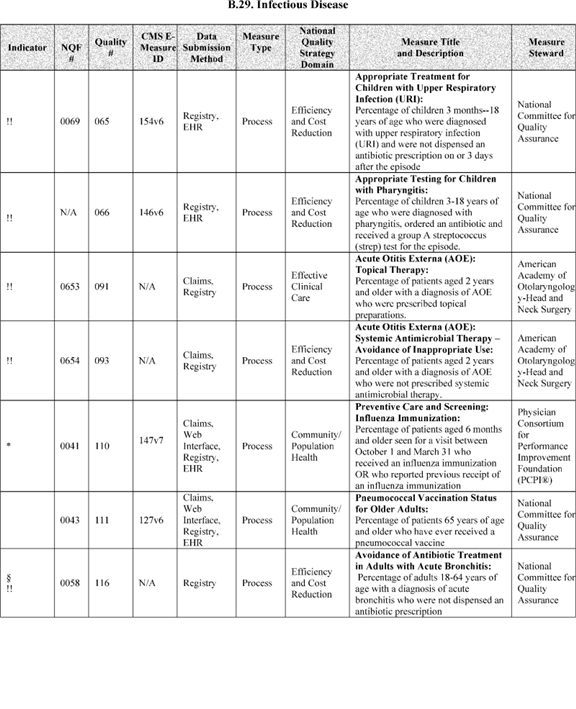 B.29. Infectious Disease
Indicator
NQF
#
Quality
#
CMS E-
Measure
ID
Data
Submission
Method
Measure
Type
National
Quality
Strategy
Domain
Measure Title
and Description
Measure
Steward
!!
0069
065
154v6
Registry,
EHR
Process
Efficiency
and Cost
Reduction
Appropriate Treatment for
Children with Upper Respiratory
Infection (URI):
Percentage of children 3 months--18
years of age who were diagnosed
with upper respiratory infection
(URI) and were not dispensed an
antibiotic prescription on or 3 days
after the episode
National
Committee for
Quality
Assurance
!!
N/A
066
146v6
Registry,
EHR
Process
Efficiency
and Cost
Reduction
Appropriate Testing for Children
with Pharyngitis:
Percentage of children 3-18 years of
age who were diagnosed with
pharyngitis, ordered an antibiotic and
received a group A streptococcus
(strep) test for the episode.
National
Committee for
Quality
Assurance
!!
0653
091
N/A
Claims,
Registry
Process
Effective
Clinical
Care
Acute Otitis Externa (AOE):
Topical Therapy:
Percentage of patients aged 2 years
and older with a diagnosis of AOE
who were prescribed topical
preparations.
American
Academy of
Otolaryngolog
y-Head and
Neck Surgery
!!
0654
093
N/A
Claims,
Registry
Process
Efficiency
and Cost
Reduction
Acute Otitis Externa (AOE):
Systemic Antimicrobial Therapy –
Avoidance of Inappropriate Use:
Percentage of patients aged 2 years
and older with a diagnosis of AOE
who were not prescribed systemic
antimicrobial therapy.
American
Academy of
Otolaryngolog
y-Head and
Neck Surgery
*
0041
110
147v7
Claims,
Web
Interface,
Registry,
EHR
Process
Community/
Population
Health
Preventive Care and Screening:
Influenza Immunization:
Percentage of patients aged 6 months
and older seen for a visit between
October 1 and March 31 who
received an influenza immunization
OR who reported previous receipt of
an influenza immunization
Physician
Consortium
for
Performance
Improvement
Foundation
(PCPI®)
0043
111
127v6
Claims,
Web
Interface,
Registry,
EHR
Process
Community/
Population
Health
Pneumococcal Vaccination Status
for Older Adults:
Percentage of patients 65 years of age
and older who have ever received a
pneumococcal vaccine
National
Committee for
Quality
Assurance
§
!!
0058
116
N/A
Registry
Process
Efficiency
and Cost
Reduction
Avoidance of Antibiotic Treatment
in Adults with Acute Bronchitis:
Percentage of adults 18-64 years of
age with a diagnosis of acute
bronchitis who were not dispensed an
antibiotic prescription
National
Committee for
Quality
Assurance